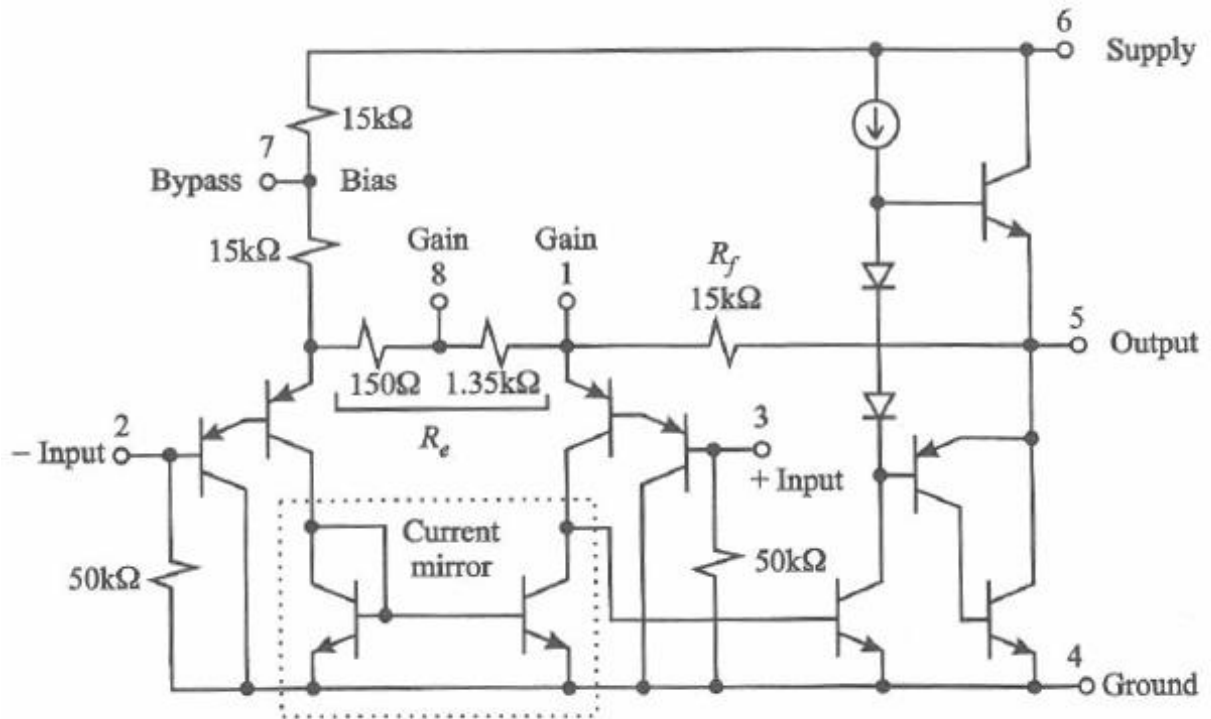 6
Supply
15kΩ
7
Bypass
Bias
15kΩ
Gain
8
Gain
1
R_f
15kΩ
5
Output
150Ω
1.35kΩ
R_e
2
− Input
3
+ Input
Current
mirror
50kΩ
50kΩ
4
Ground